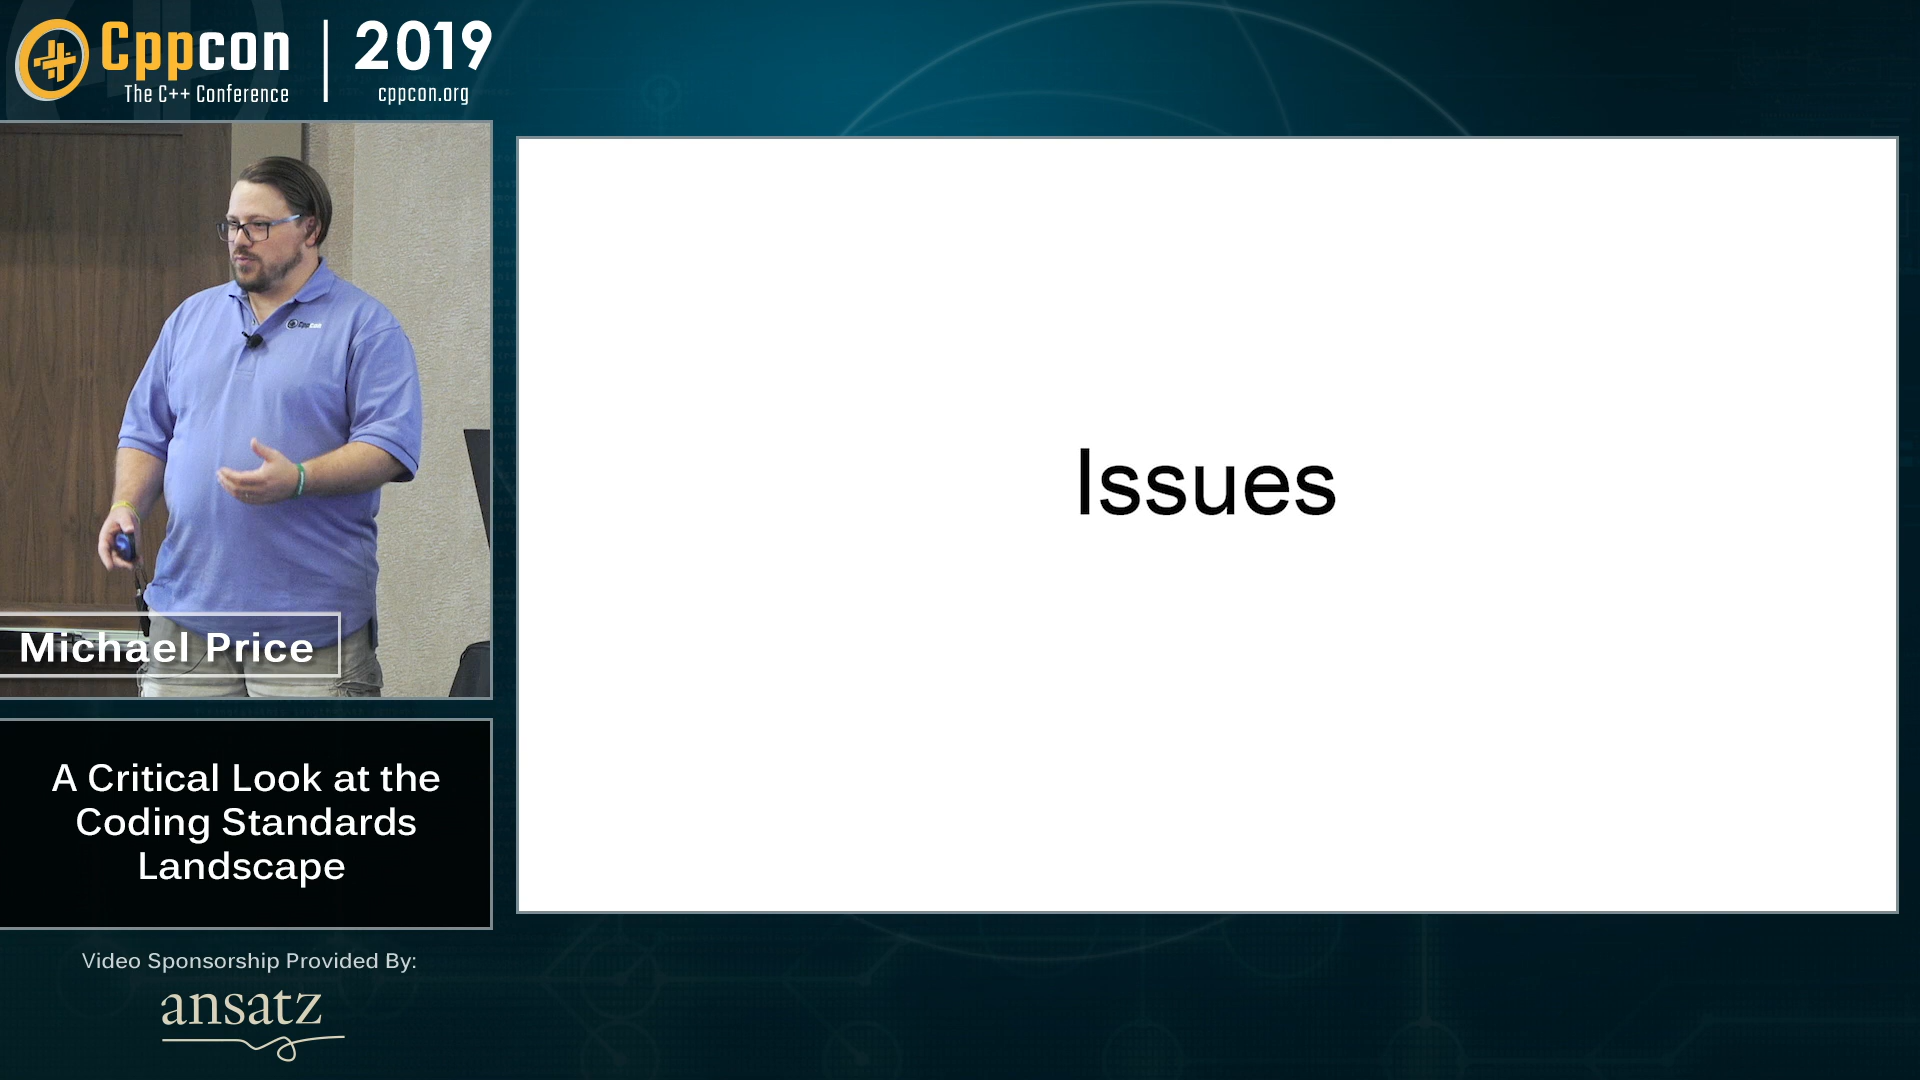 Cppcon
The C++ Conference
2019
cppcon.org
CppCon
Michael Price
A Critical Look at the
Coding Standards
Landscape
Video Sponsorship Provided By:
ansatz
Issues